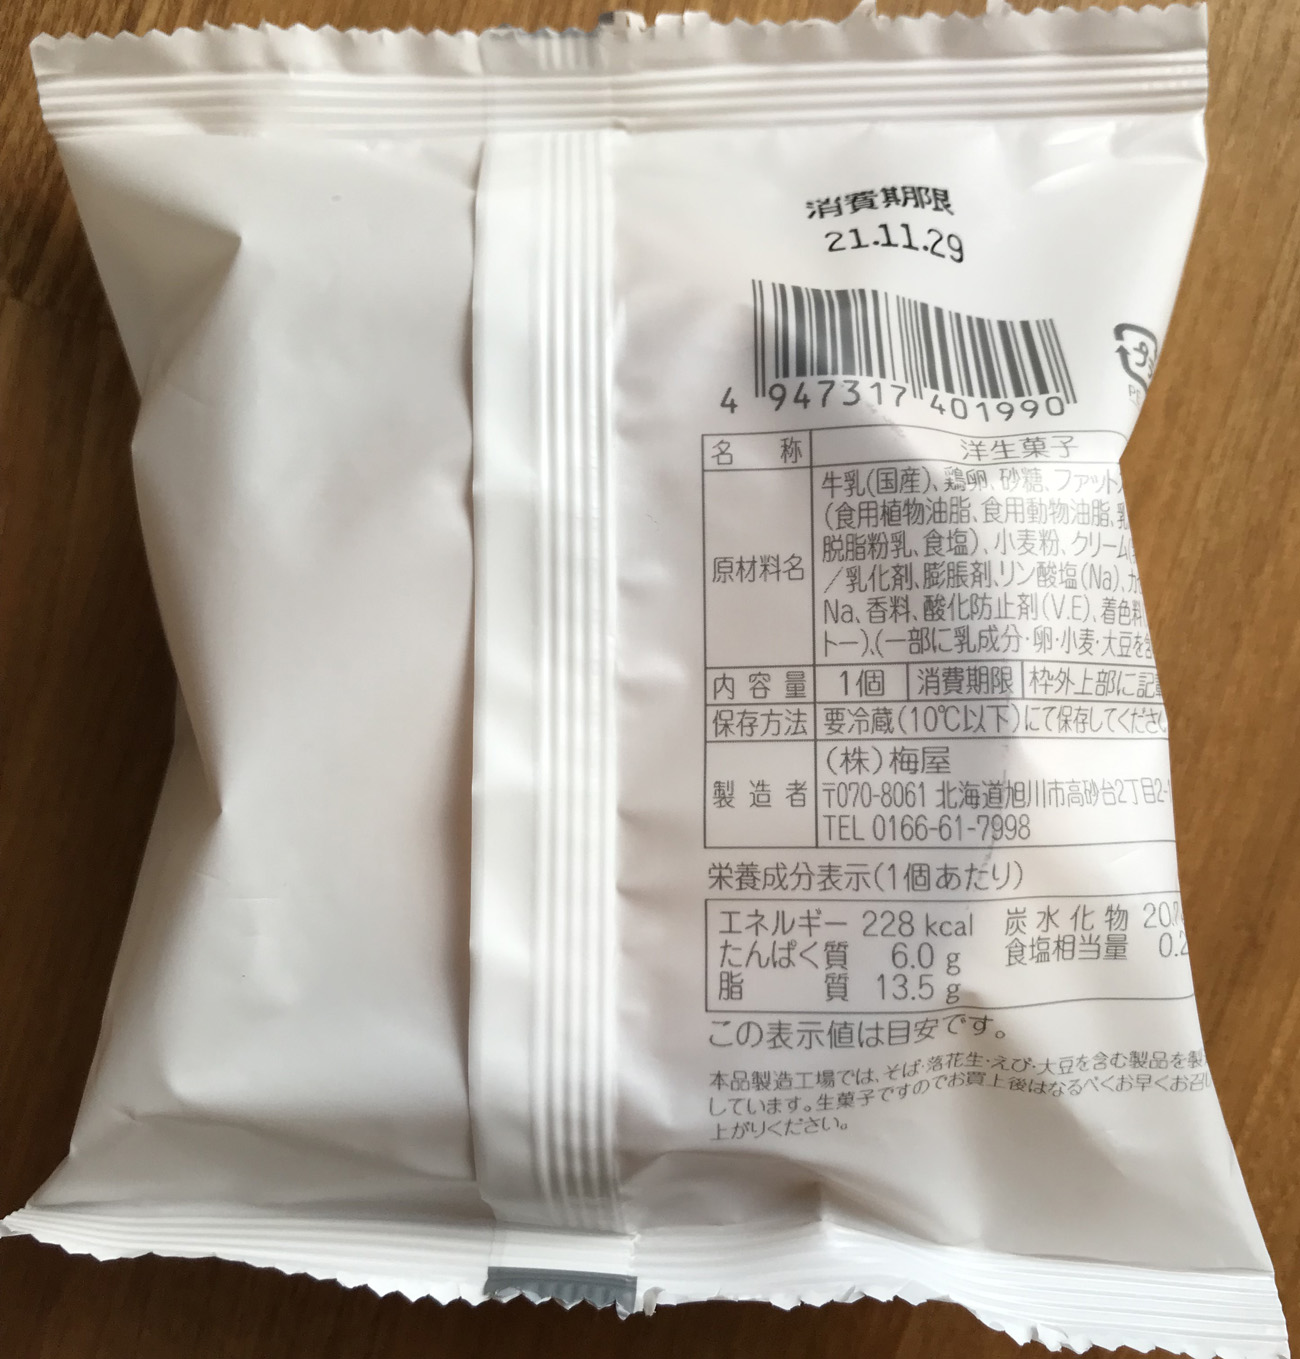 消費期限
21.11.29
4 947317 401990
名 称 洋生菓子
原材料名
牛乳(国産)、鶏卵、砂糖、ファット
(食用植物油脂、食用動物油脂、
脱脂粉乳、食塩)、小麦粉、クリーム
/乳化剤、膨脹剤、リン酸塩(Na)、
Na、香料、酸化防止剤(V.E)、着色料
トー)、(一部に乳成分・卵・小麦・大豆を
内容量 1個 消費期限 枠外上部に記
保存方法 要冷蔵(10℃以下)にて保存してくださ
製造者
(株)梅屋
〒070-8061 北海道旭川市高砂台2丁目2-
TEL 0166-61-7998
栄養成分表示(1個あたり)
エネルギー 228 kcal 炭水化物 20.
たんぱく質 6.0 g 食塩相当量 0.2
脂質 13.5 g
この表示値は目安です。
本品製造工場では、そば・落花生・えび・大豆を含む製品を製
しています。生菓子ですのでお買上後はなるべくお早くお召し
上がりください。